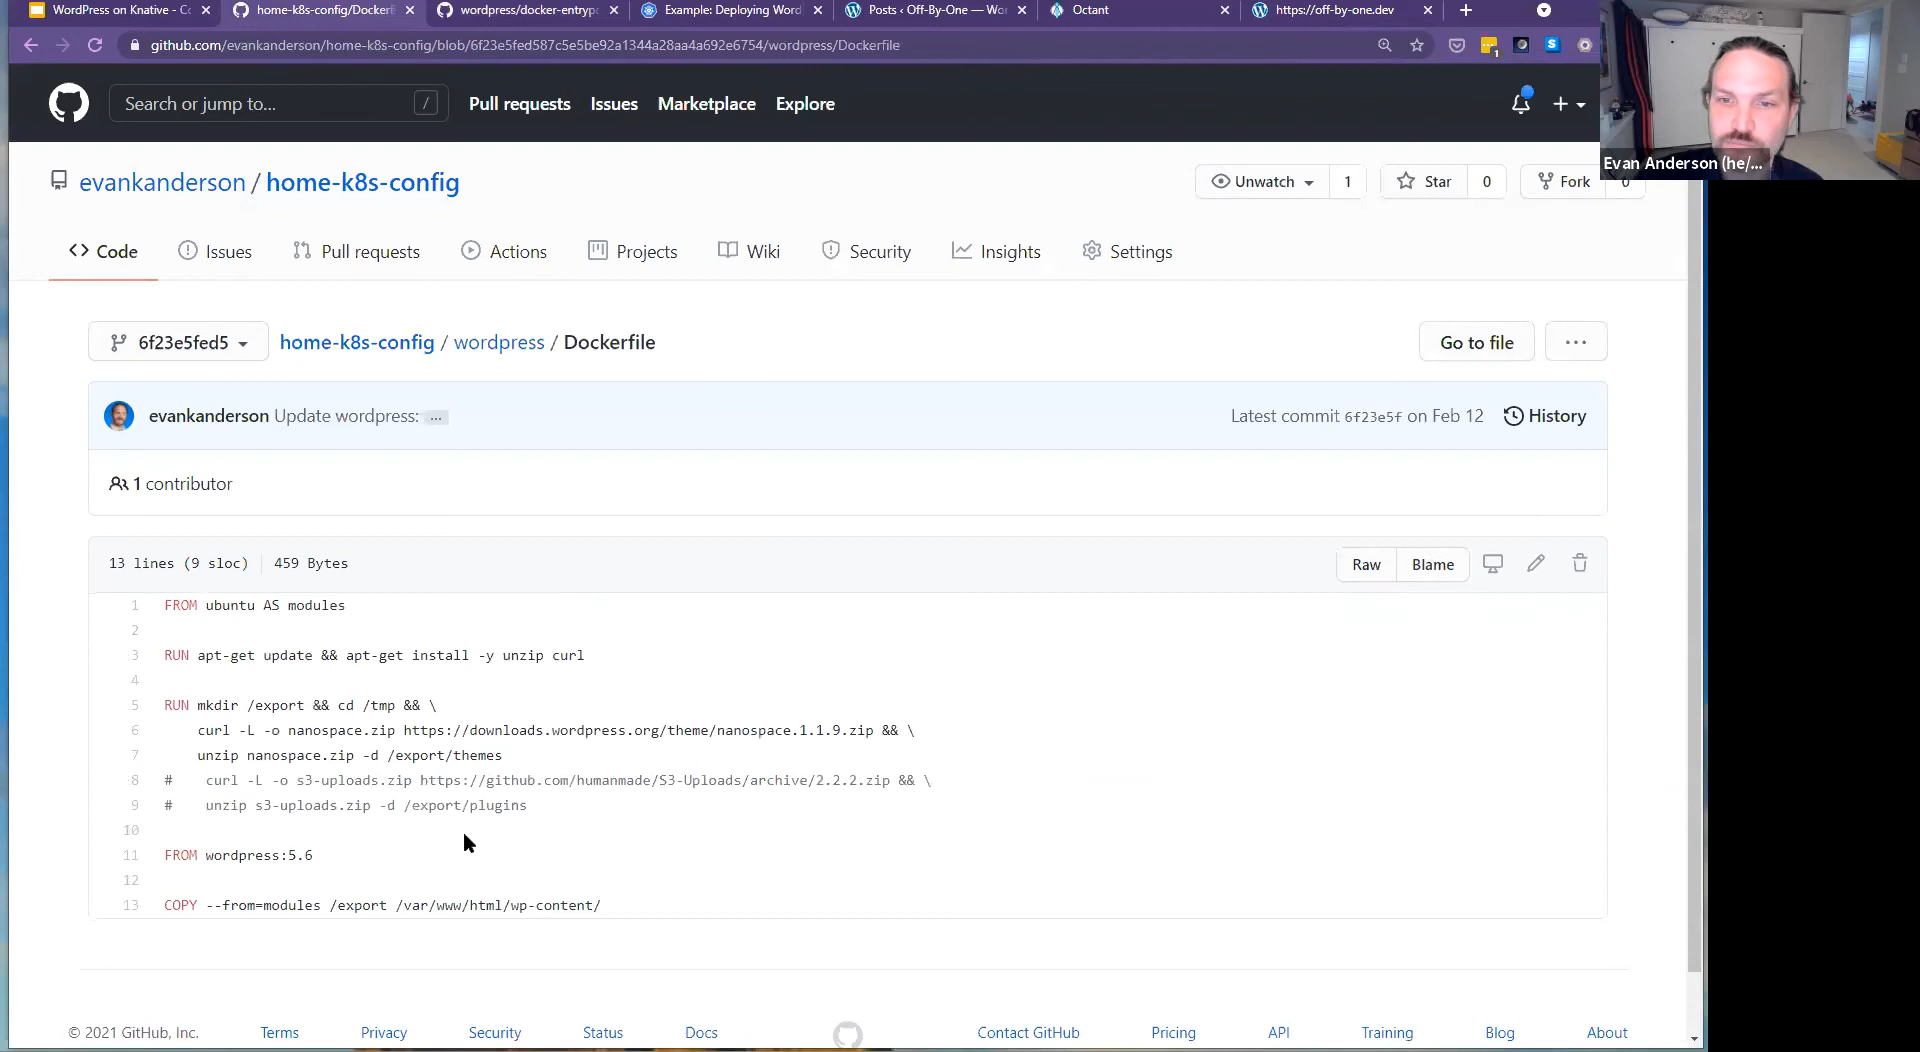 WordPress on Knative - Co
home-k8s-config/Dockerf
wordpress/docker-entrypo
Example: Deploying Word
Posts ‹ Off-By-One — Wor
Octant
https://off-by-one.dev
github.com/evankanderson/home-k8s-config/blob/6f23e5fed587c5e5be92a1344a28aa4a692e6754/wordpress/Dockerfile
1
S
Search or jump to...
/
Pull requests
Issues
Marketplace
Explore
Evan Anderson (he/...
evankanderson / home-k8s-config
Unwatch
1
Star
0
Fork
0
Code
Issues
Pull requests
Actions
Projects
Wiki
Security
Insights
Settings
6f23e5fed5
home-k8s-config / wordpress / Dockerfile
Go to file
...
evankanderson Update wordpress: ...
Latest commit 6f23e5f on Feb 12
History
1 contributor
13 lines (9 sloc) 459 Bytes
Raw
Blame
1 FROM ubuntu AS modules
2
3 RUN apt-get update && apt-get install -y unzip curl
4
5 RUN mkdir /export && cd /tmp && \
6 curl -L -o nanospace.zip https://downloads.wordpress.org/theme/nanospace.1.1.9.zip && \
7 unzip nanospace.zip -d /export/themes
8 # curl -L -o s3-uploads.zip https://github.com/humanmade/S3-Uploads/archive/2.2.2.zip && \
9 # unzip s3-uploads.zip -d /export/plugins
10
11 FROM wordpress:5.6
12
13 COPY --from=modules /export /var/www/html/wp-content/
© 2021 GitHub, Inc.
Terms
Privacy
Security
Status
Docs
Contact GitHub
Pricing
API
Training
Blog
About